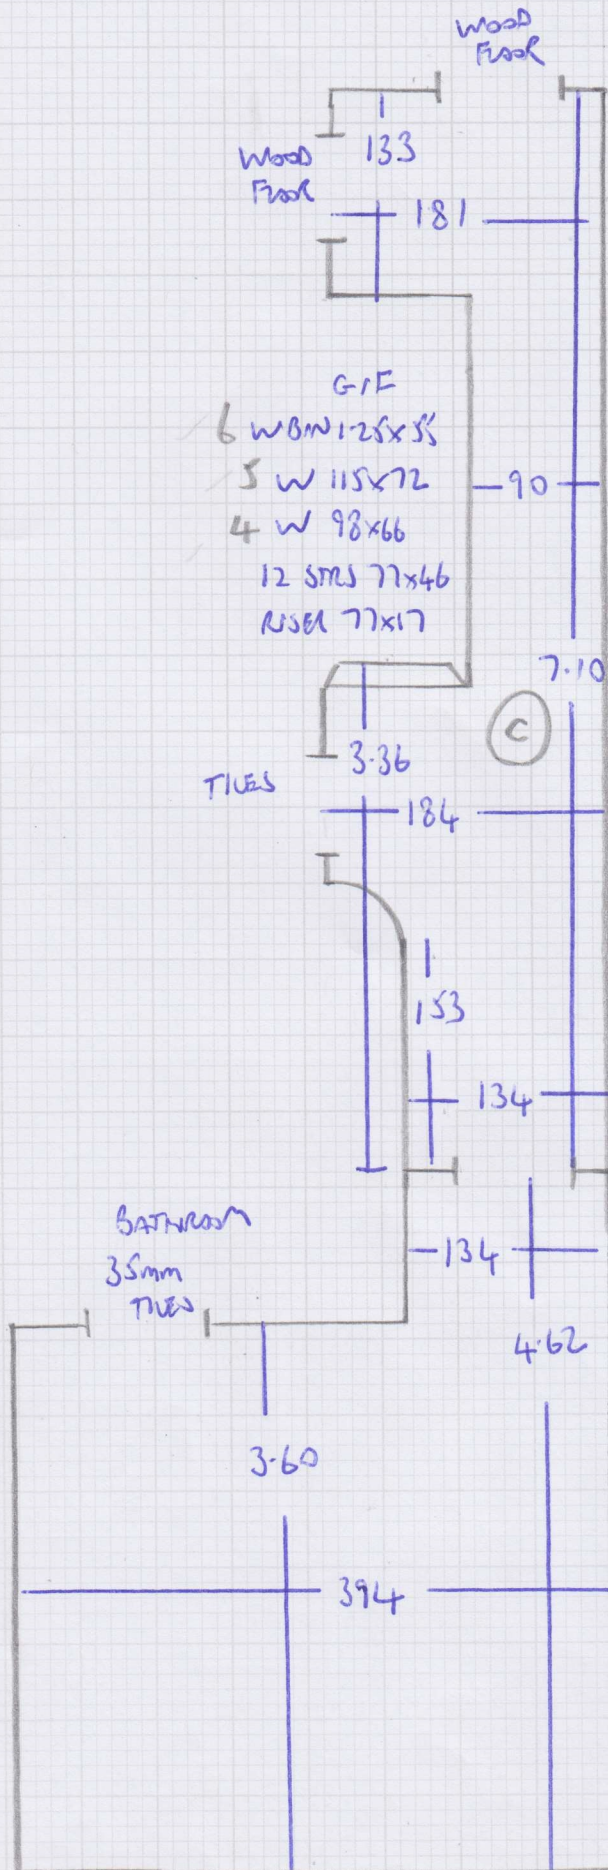 WOOD
FLOOR
WOOD
FLOOR
133
181
G/F
6 W BIN 1.25x55
5 W 115x72
4 W 98x66
12 STRS 77x46
RISER 77x17
90
7.10
C
3.36
TILES
184
153
134
BATHROOM
35mm
TILES
134
4.62
3.60
394